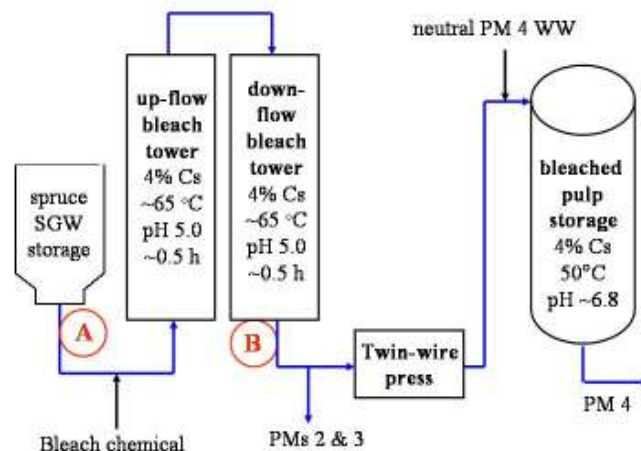 neutral PM 4 WW
spruce
SGW
storage
A
Bleach chemical
up-flow
bleach
tower
4% Cs
~65 °C
pH 5.0
~0.5 h
down-
flow
bleach
tower
4% Cs
~65 °C
pH 5.0
~0.5 h
B
PMs 2 & 3
Twin-wire
press
bleached
pulp
storage
4% Cs
50°C
pH ~6.8
PM 4